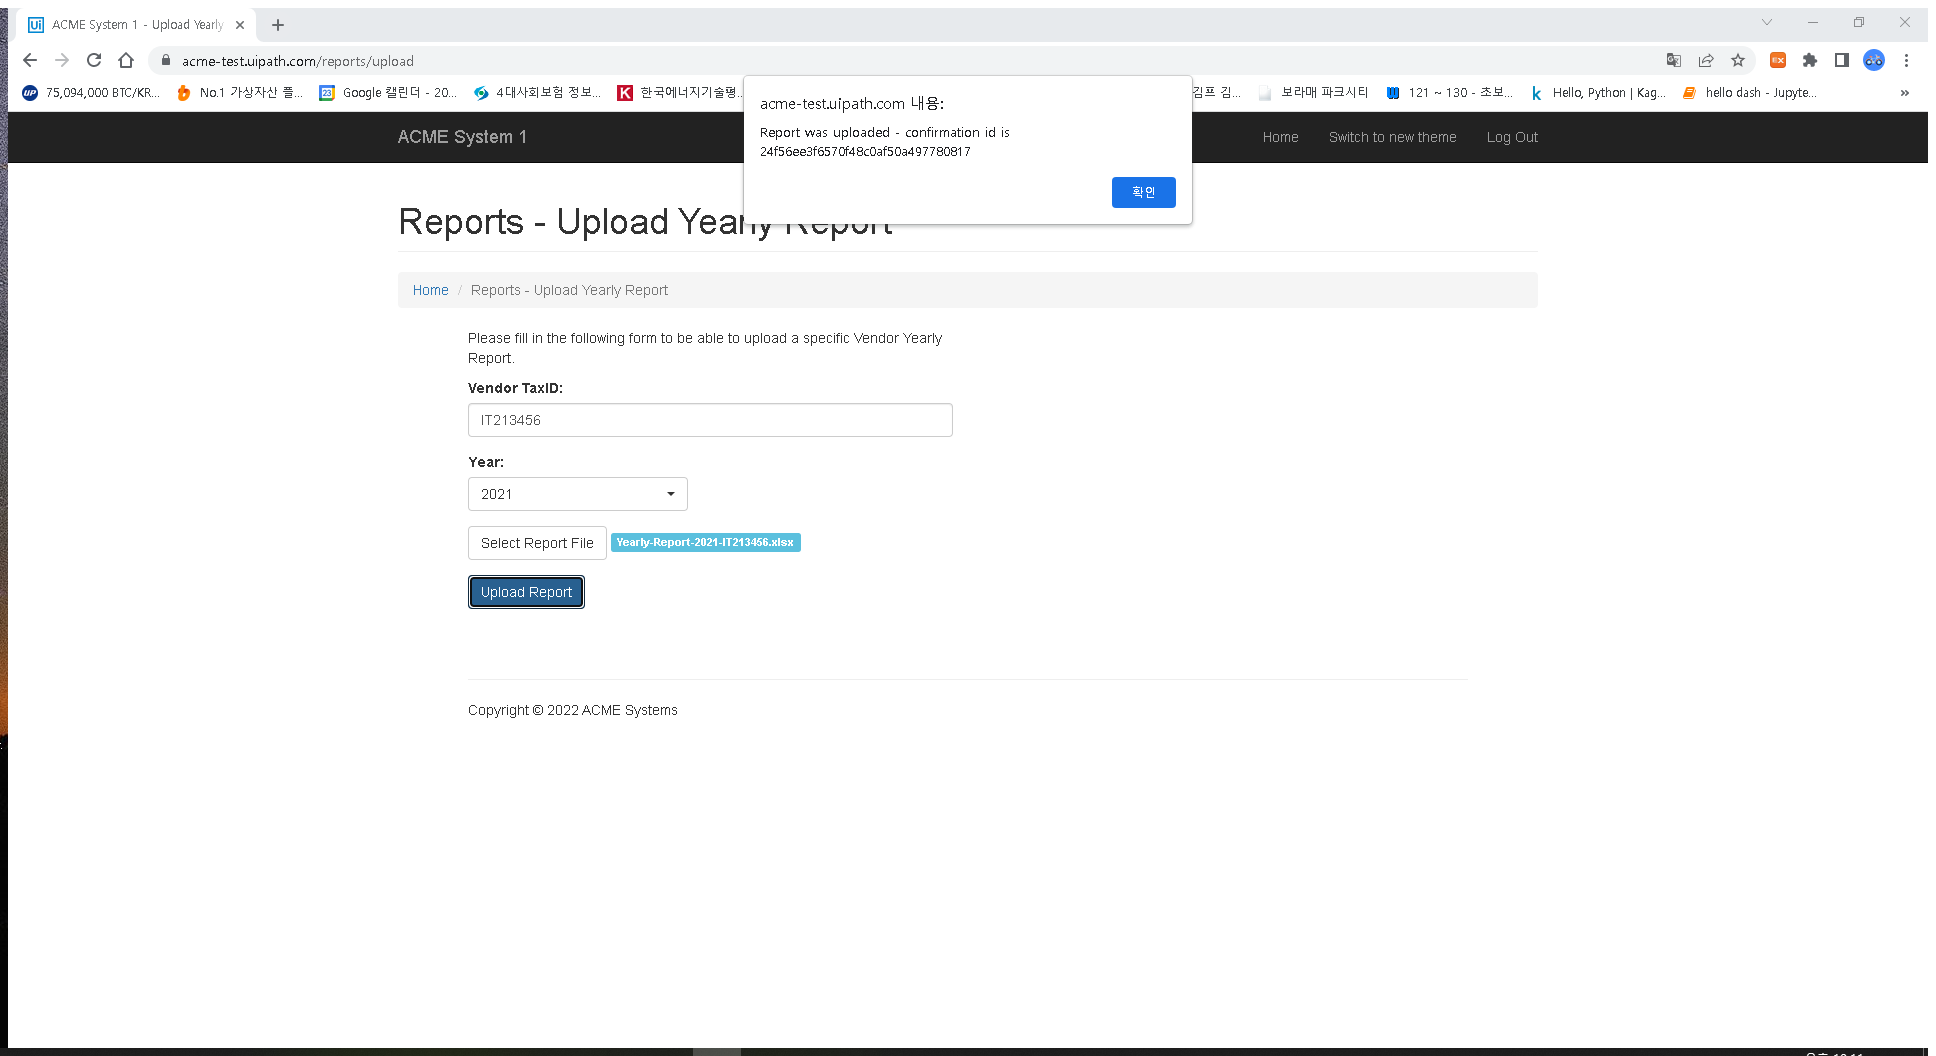 ACME System 1 - Upload Yearly
acme-test.uipath.com/reports/upload
75,094,000 BTC/KR...
No.1 가상자산 플...
Google 캘린더 - 20...
4대사회보험 정보...
한국에너지기술평...
김프 김...
보라매 파크시티
121 ~ 130 - 초보...
Hello, Python | Kag...
hello dash - Jupyte...
»
acme-test.uipath.com 내용:
Report was uploaded - confirmation id is
24f56ee3f6570f48c0af50a497780817
확인
ACME System 1
Home
Switch to new theme
Log Out
Reports - Upload Yearly Report
Home / Reports - Upload Yearly Report
Please fill in the following form to be able to upload a specific Vendor Yearly
Report.
Vendor TaxID:
IT213456
Year:
2021
Select Report File
Yearly-Report-2021-IT213456.xlsx
Upload Report
Copyright © 2022 ACME Systems